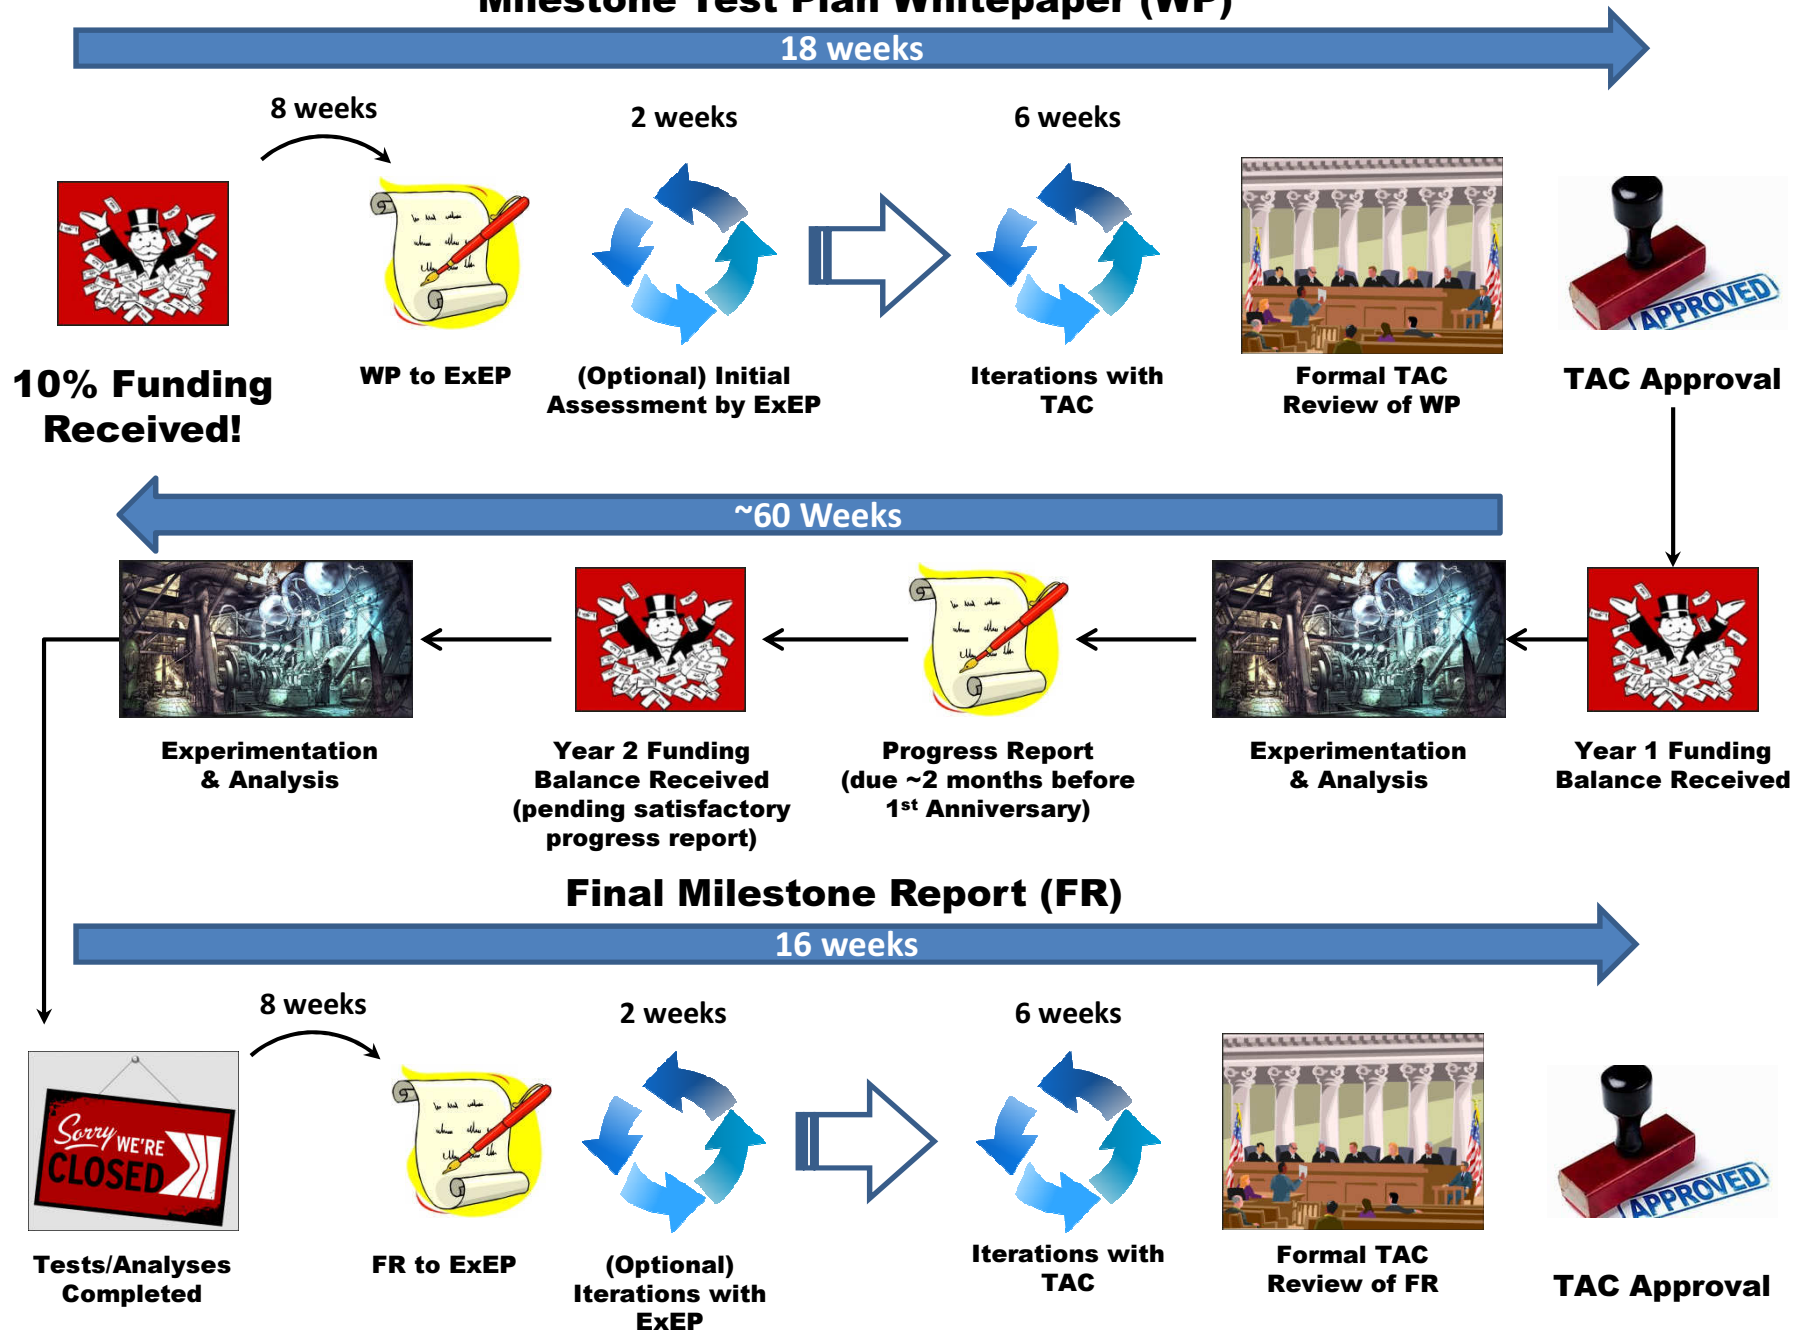 Milestone Test Plan Whitepaper (WP)
18 weeks
8 weeks
2 weeks
6 weeks
APPROVED
10% Funding
Received!
WP to ExEP
(Optional) Initial
Assessment by ExEP
Iterations with
TAC
Formal TAC
Review of WP
TAC Approval
~60 Weeks
Experimentation
& Analysis
Year 2 Funding
Balance Received
(pending satisfactory
progress report)
Progress Report
(due ~2 months before
1st Anniversary)
Experimentation
& Analysis
Year 1 Funding
Balance Received
Final Milestone Report (FR)
16 weeks
8 weeks
2 weeks
6 weeks
Sorry WE'RE
CLOSED
APPROVED
Tests/Analyses
Completed
FR to ExEP
(Optional)
Iterations with
ExEP
Iterations with
TAC
Formal TAC
Review of FR
TAC Approval